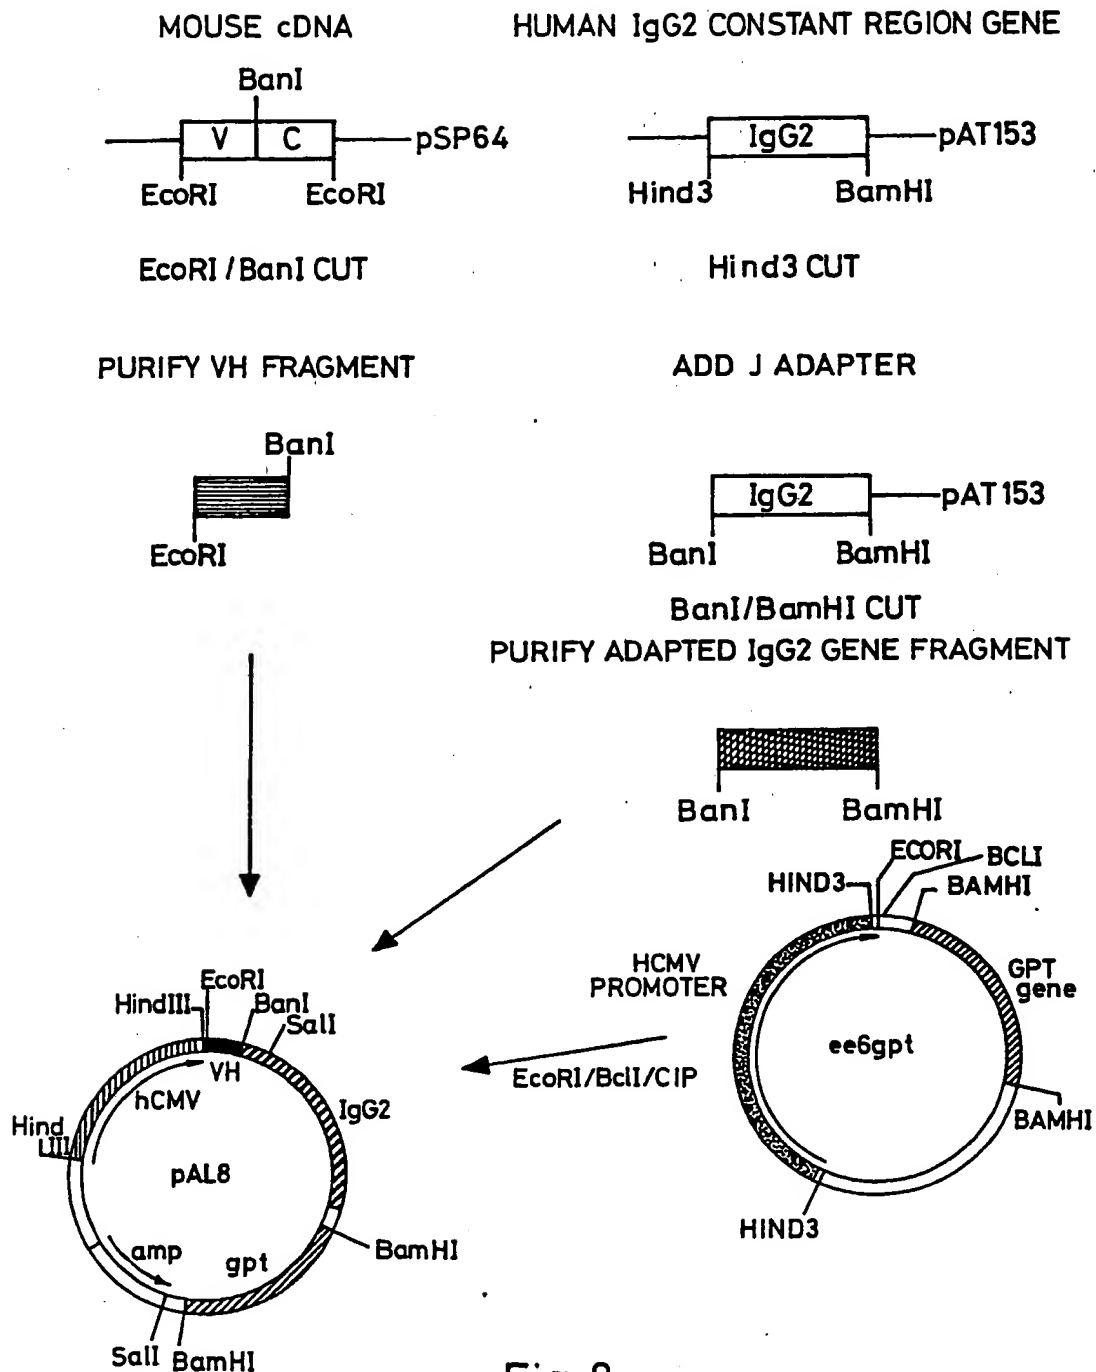 MOUSE cDNA
BanI
V C
pSP64
EcoRI EcoRI
EcoRI/BanI CUT
PURIFY VH FRAGMENT
BanI
EcoRI
HUMAN IgG2 CONSTANT REGION GENE
IgG2
pAT153
Hind3 BamHI
Hind3 CUT
ADD J ADAPTER
IgG2
pAT153
BanI BamHI
BanI/BamHI CUT
PURIFY ADAPTED IgG2 GENE FRAGMENT
BanI BamHI
ECORI
BCLI
HIND3
BAMHI
HCMV
PROMOTER
GPT
gene
ee6gpt
BAMHI
HIND3
EcoRI/BclI/CIP
EcoRI
HindIII
BanI
SalI
VH
hCMV
IgG2
Hind
III
pAL8
amp
gpt
BamHI
SalI BamHI